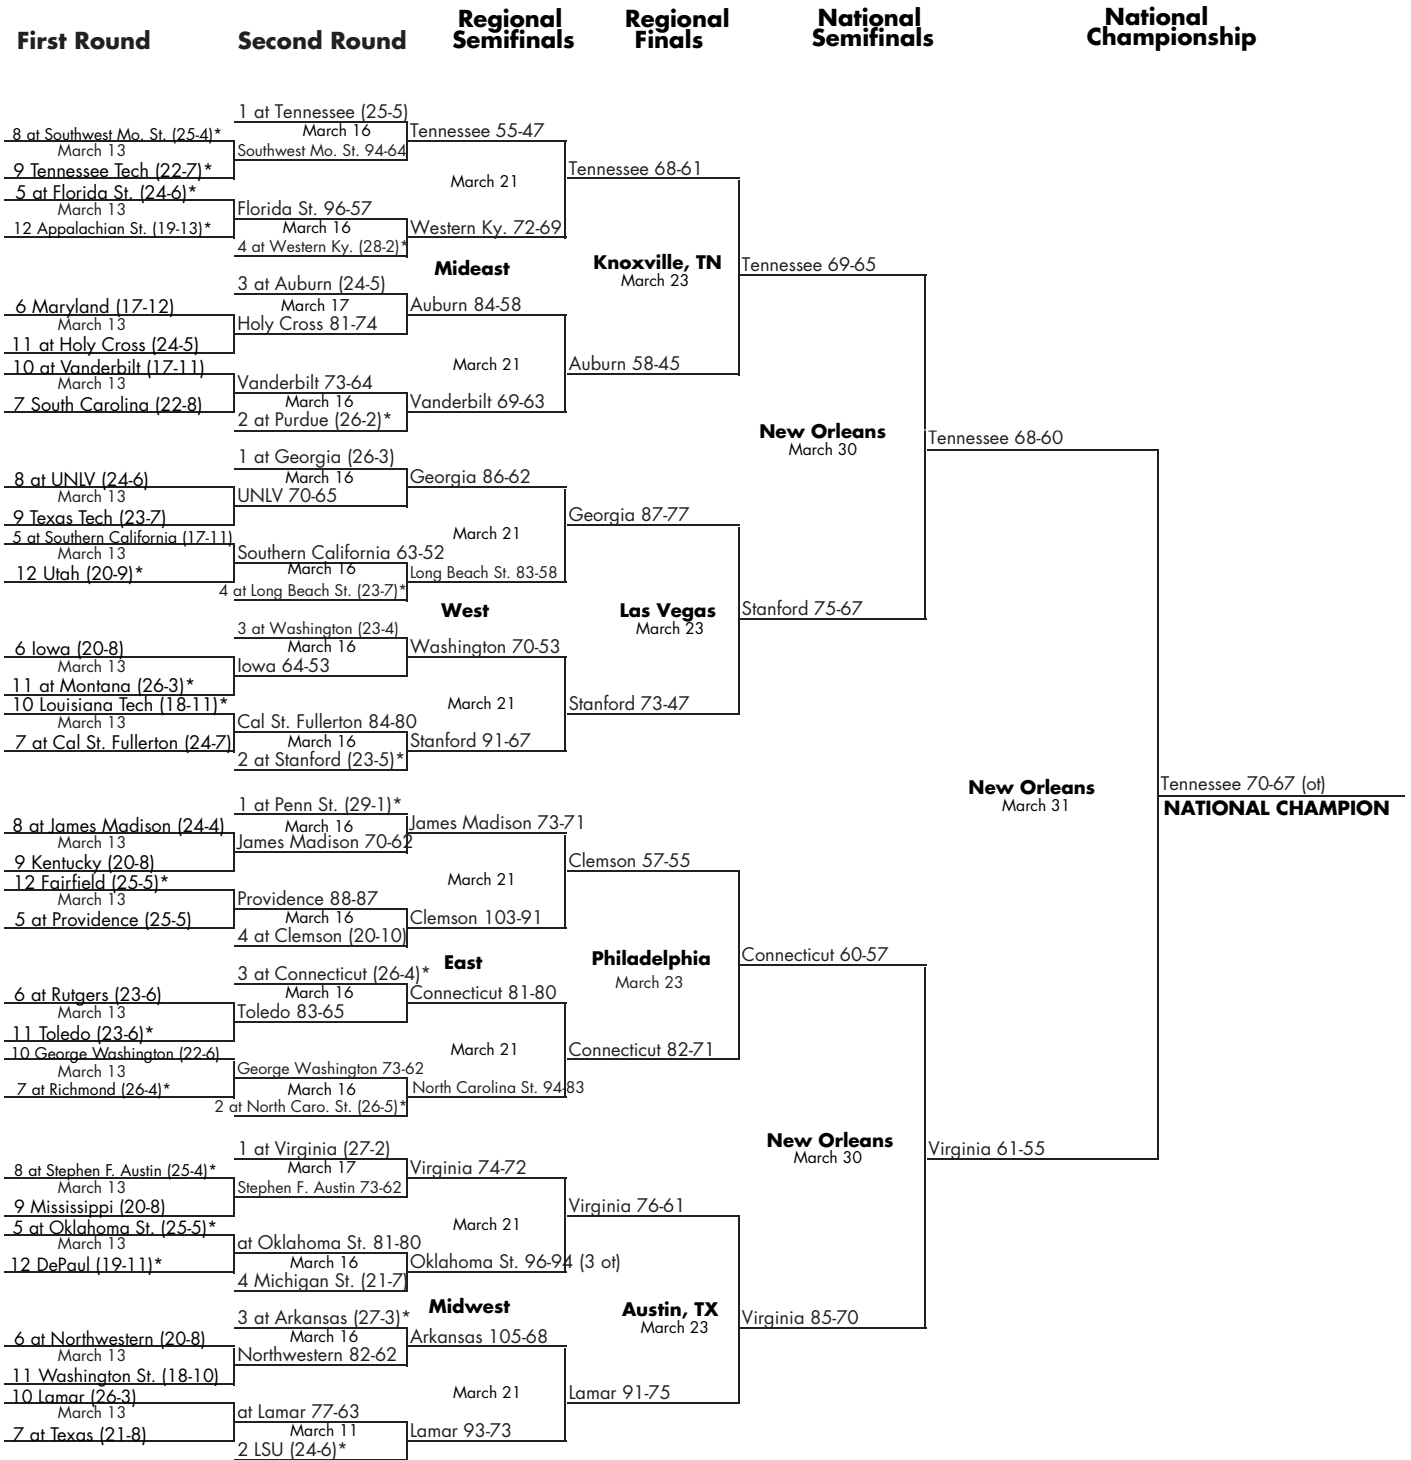 First Round
Second Round
Regional Semifinals
Regional Finals
National Semifinals
National Championship
1 at Tennessee (25-5)
8 at Southwest Mo. St. (25-4)*
March 16
Tennessee 55-47
March 13
Southwest Mo. St. 94-64
9 Tennessee Tech (22-7)*
Tennessee 68-61
March 21
5 at Florida St. (24-6)*
March 13
Florida St. 96-57
12 Appalachian St. (19-13)*
March 16
Western Ky. 72-69
4 at Western Ky. (28-2)*
Mideast
Knoxville, TN
March 23
Tennessee 69-65
3 at Auburn (24-5)
6 Maryland (17-12)
March 17
Auburn 84-58
March 13
Holy Cross 81-74
11 at Holy Cross (24-5)
March 21
Auburn 58-45
10 at Vanderbilt (17-11)
March 13
Vanderbilt 73-64
7 South Carolina (22-8)
March 16
Vanderbilt 69-63
2 at Purdue (26-2)*
New Orleans
March 30
Tennessee 68-60
1 at Georgia (26-3)
8 at UNLV (24-6)
March 16
Georgia 86-62
March 13
UNLV 70-65
9 Texas Tech (23-7)
Georgia 87-77
5 at Southern California (17-11)
March 21
March 13
Southern California 63-52
12 Utah (20-9)*
March 16
Long Beach St. 83-58
4 at Long Beach St. (23-7)*
West
Las Vegas
March 23
Stanford 75-67
3 at Washington (23-4)
6 Iowa (20-8)
March 16
Washington 70-53
March 13
Iowa 64-53
11 at Montana (26-3)*
10 Louisiana Tech (18-11)*
March 21
Stanford 73-47
March 13
Cal St. Fullerton 84-80
7 at Cal St. Fullerton (24-7)
March 16
Stanford 91-67
2 at Stanford (23-5)*
New Orleans
March 31
Tennessee 70-67 (ot)
NATIONAL CHAMPION
1 at Penn St. (29-1)*
8 at James Madison (24-4)
March 16
James Madison 73-71
March 13
James Madison 70-62
9 Kentucky (20-8)
Clemson 57-55
12 Fairfield (25-5)*
March 21
March 13
Providence 88-87
5 at Providence (25-5)
March 16
Clemson 103-91
4 at Clemson (20-10)
East
Philadelphia
March 23
Connecticut 60-57
3 at Connecticut (26-4)*
6 at Rutgers (23-6)
March 16
Connecticut 81-80
March 13
Toledo 83-65
11 Toledo (23-6)*
10 George Washington (22-6)
March 21
Connecticut 82-71
March 13
George Washington 73-62
7 at Richmond (26-4)*
March 16
North Carolina St. 94-83
2 at North Caro. St. (26-5)*
New Orleans
March 30
Virginia 61-55
1 at Virginia (27-2)
8 at Stephen F. Austin (25-4)*
March 17
Virginia 74-72
March 13
Stephen F. Austin 73-62
9 Mississippi (20-8)
Virginia 76-61
5 at Oklahoma St. (25-5)*
March 21
March 13
at Oklahoma St. 81-80
12 DePaul (19-11)*
March 16
Oklahoma St. 96-94 (3 ot)
4 Michigan St. (21-7)
Midwest
Austin, TX
March 23
Virginia 85-70
3 at Arkansas (27-3)*
6 at Northwestern (20-8)
March 16
Arkansas 105-68
March 13
Northwestern 82-62
11 Washington St. (18-10)
10 Lamar (26-3)
March 21
Lamar 91-75
March 13
at Lamar 77-63
7 at Texas (21-8)
March 11
Lamar 93-73
2 LSU (24-6)*